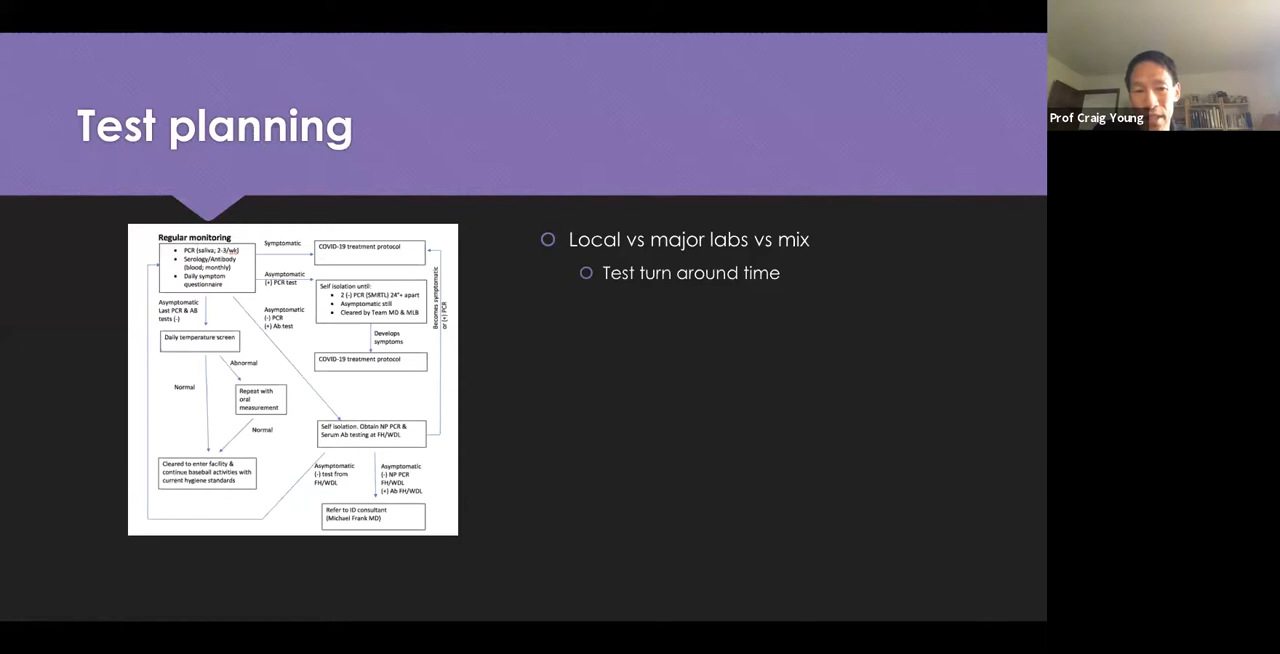 Test planning
Prof Craig Young
Local vs major labs vs mix
Test turn around time
Regular monitoring
PCR (saliva; 2-3/wk)
Serology/Antibody
(blood; monthly)
Daily symptom
questionnaire
Symptomatic
COVID-19 treatment protocol
Asymptomatic
(+) PCR test
Self isolation until:
2 (-) PCR (SMRTL) 24"+ apart
Asymptomatic still
Cleared by Team MD & MLB
Becomes symptomatic
or (+) PCR
Asymptomatic
Last PCR & AB
tests (-)
Asymptomatic
(-) PCR
(+) Ab test
Develops
symptoms
Daily temperature screen
COVID-19 treatment protocol
Abnormal
Normal
Repeat with
oral
measurement
Normal
Self isolation. Obtain NP PCR &
Serum Ab testing at FH/WDL
Cleared to enter facility &
continue baseball activities with
current hygiene standards
Asymptomatic
(-) test from
FH/WDL
Asymptomatic
(-) NP PCR
FH/WDL
(+) Ab FH/WDL
Refer to ID consultant
(Michael Frank MD)